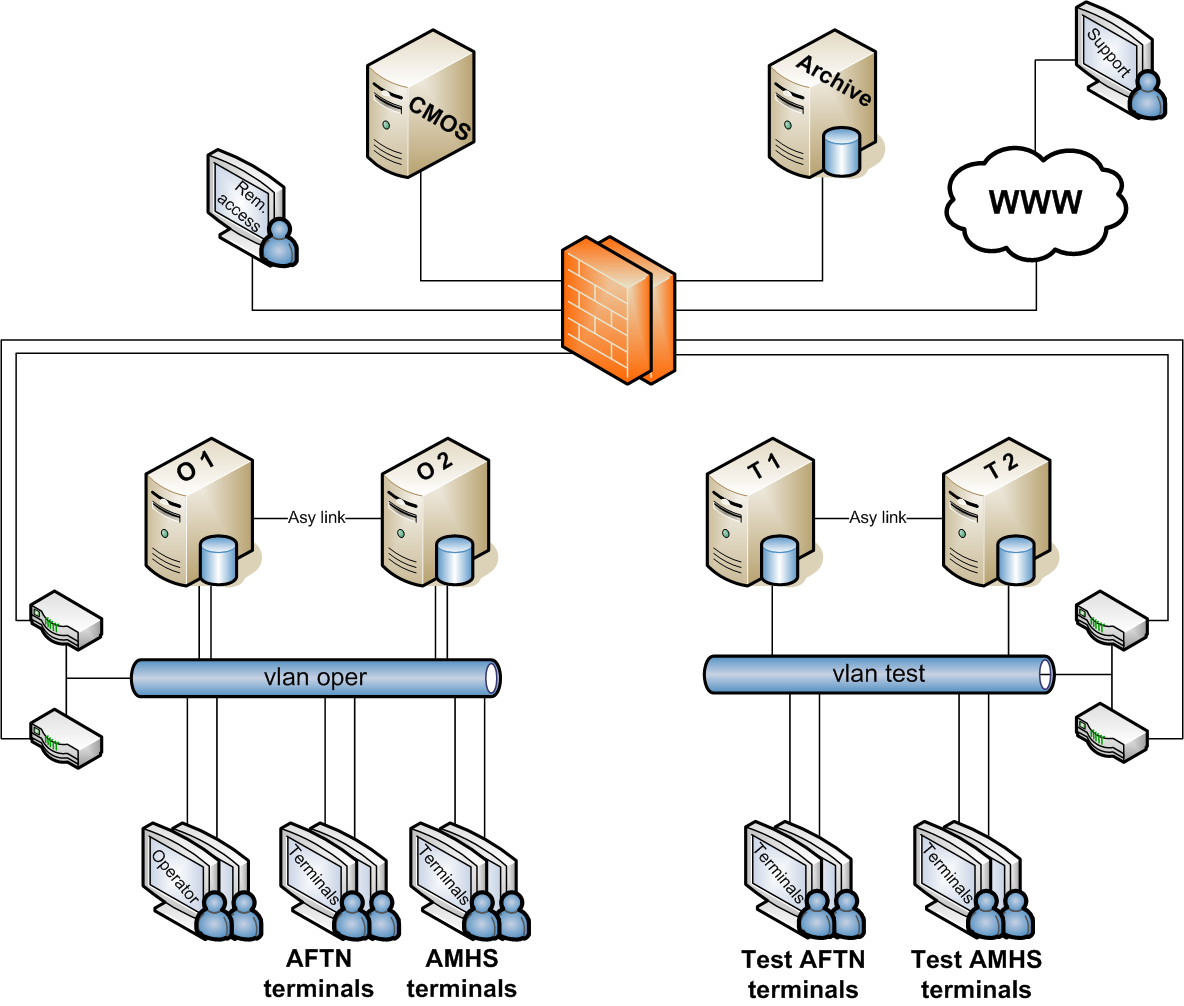 Support
CMOS
Archive
WWW
Rem.
access
O 1
O 2
T 1
T 2
Asy link
Asy link
vlan oper
vlan test
Operator
Terminals
Terminals
Terminals
Terminals
AFTN
terminals
AMHS
terminals
Test AFTN
terminals
Test AMHS
terminals